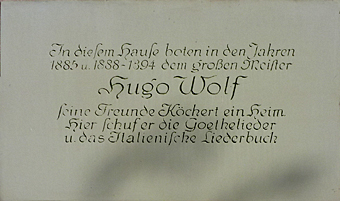 In diesem Hause boten in den Jahren
1885 u. 1888-1894 dem großen Meister
Hugo Wolf
seine Freunde Köchert ein Heim
Hier schuf er die Goethelieder
u. das Italienische Liederbuch